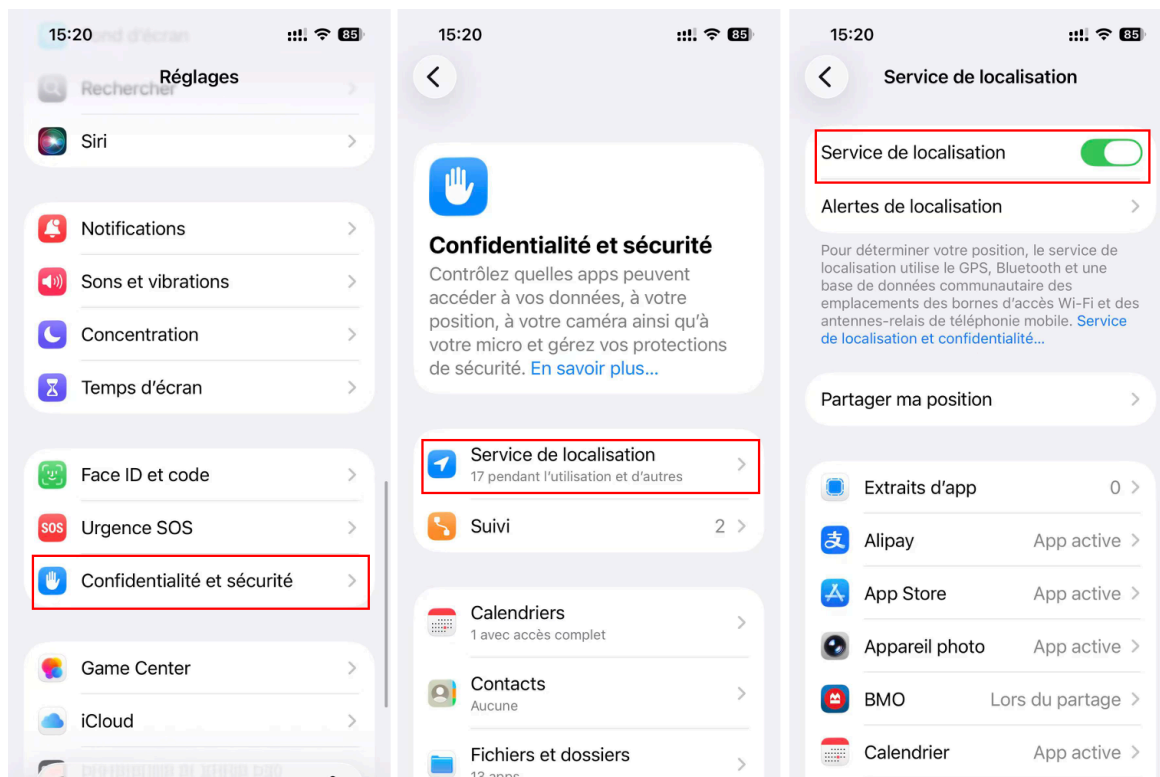 15:20
85
Réglages
Rechercher
Siri
Notifications
Sons et vibrations
Concentration
Temps d'écran
Face ID et code
SOS
Urgence SOS
Confidentialité et sécurité
Game Center
iCloud
15:20
85
Confidentialité et sécurité
Contrôlez quelles apps peuvent
accéder à vos données, à votre
position, à votre caméra ainsi qu'à
votre micro et gérez vos protections
de sécurité. En savoir plus...
Service de localisation
17 pendant l'utilisation et d'autres
Suivi
2
Calendriers
1 avec accès complet
Contacts
Aucune
Fichiers et dossiers
13 apps
15:20
85
Service de localisation
Service de localisation
Alertes de localisation
Pour déterminer votre position, le service de
localisation utilise le GPS, Bluetooth et une
base de données communautaire des
emplacements des bornes d'accès Wi-Fi et des
antennes-relais de téléphonie mobile. Service
de localisation et confidentialité...
Partager ma position
Extraits d'app 0
Alipay App active
App Store App active
Appareil photo App active
BMO Lors du partage
Calendrier App active